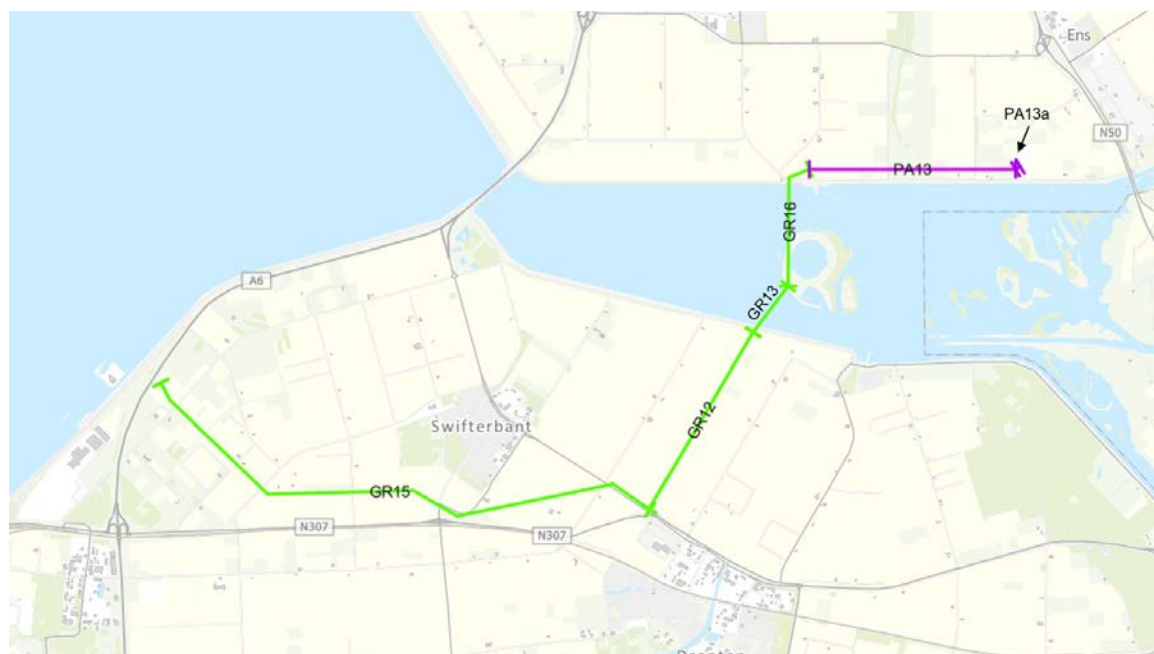 Ens
PA13a
N50
PA13
GR16
A6
GR13
GR12
Swifterbant
GR15
N307
N307